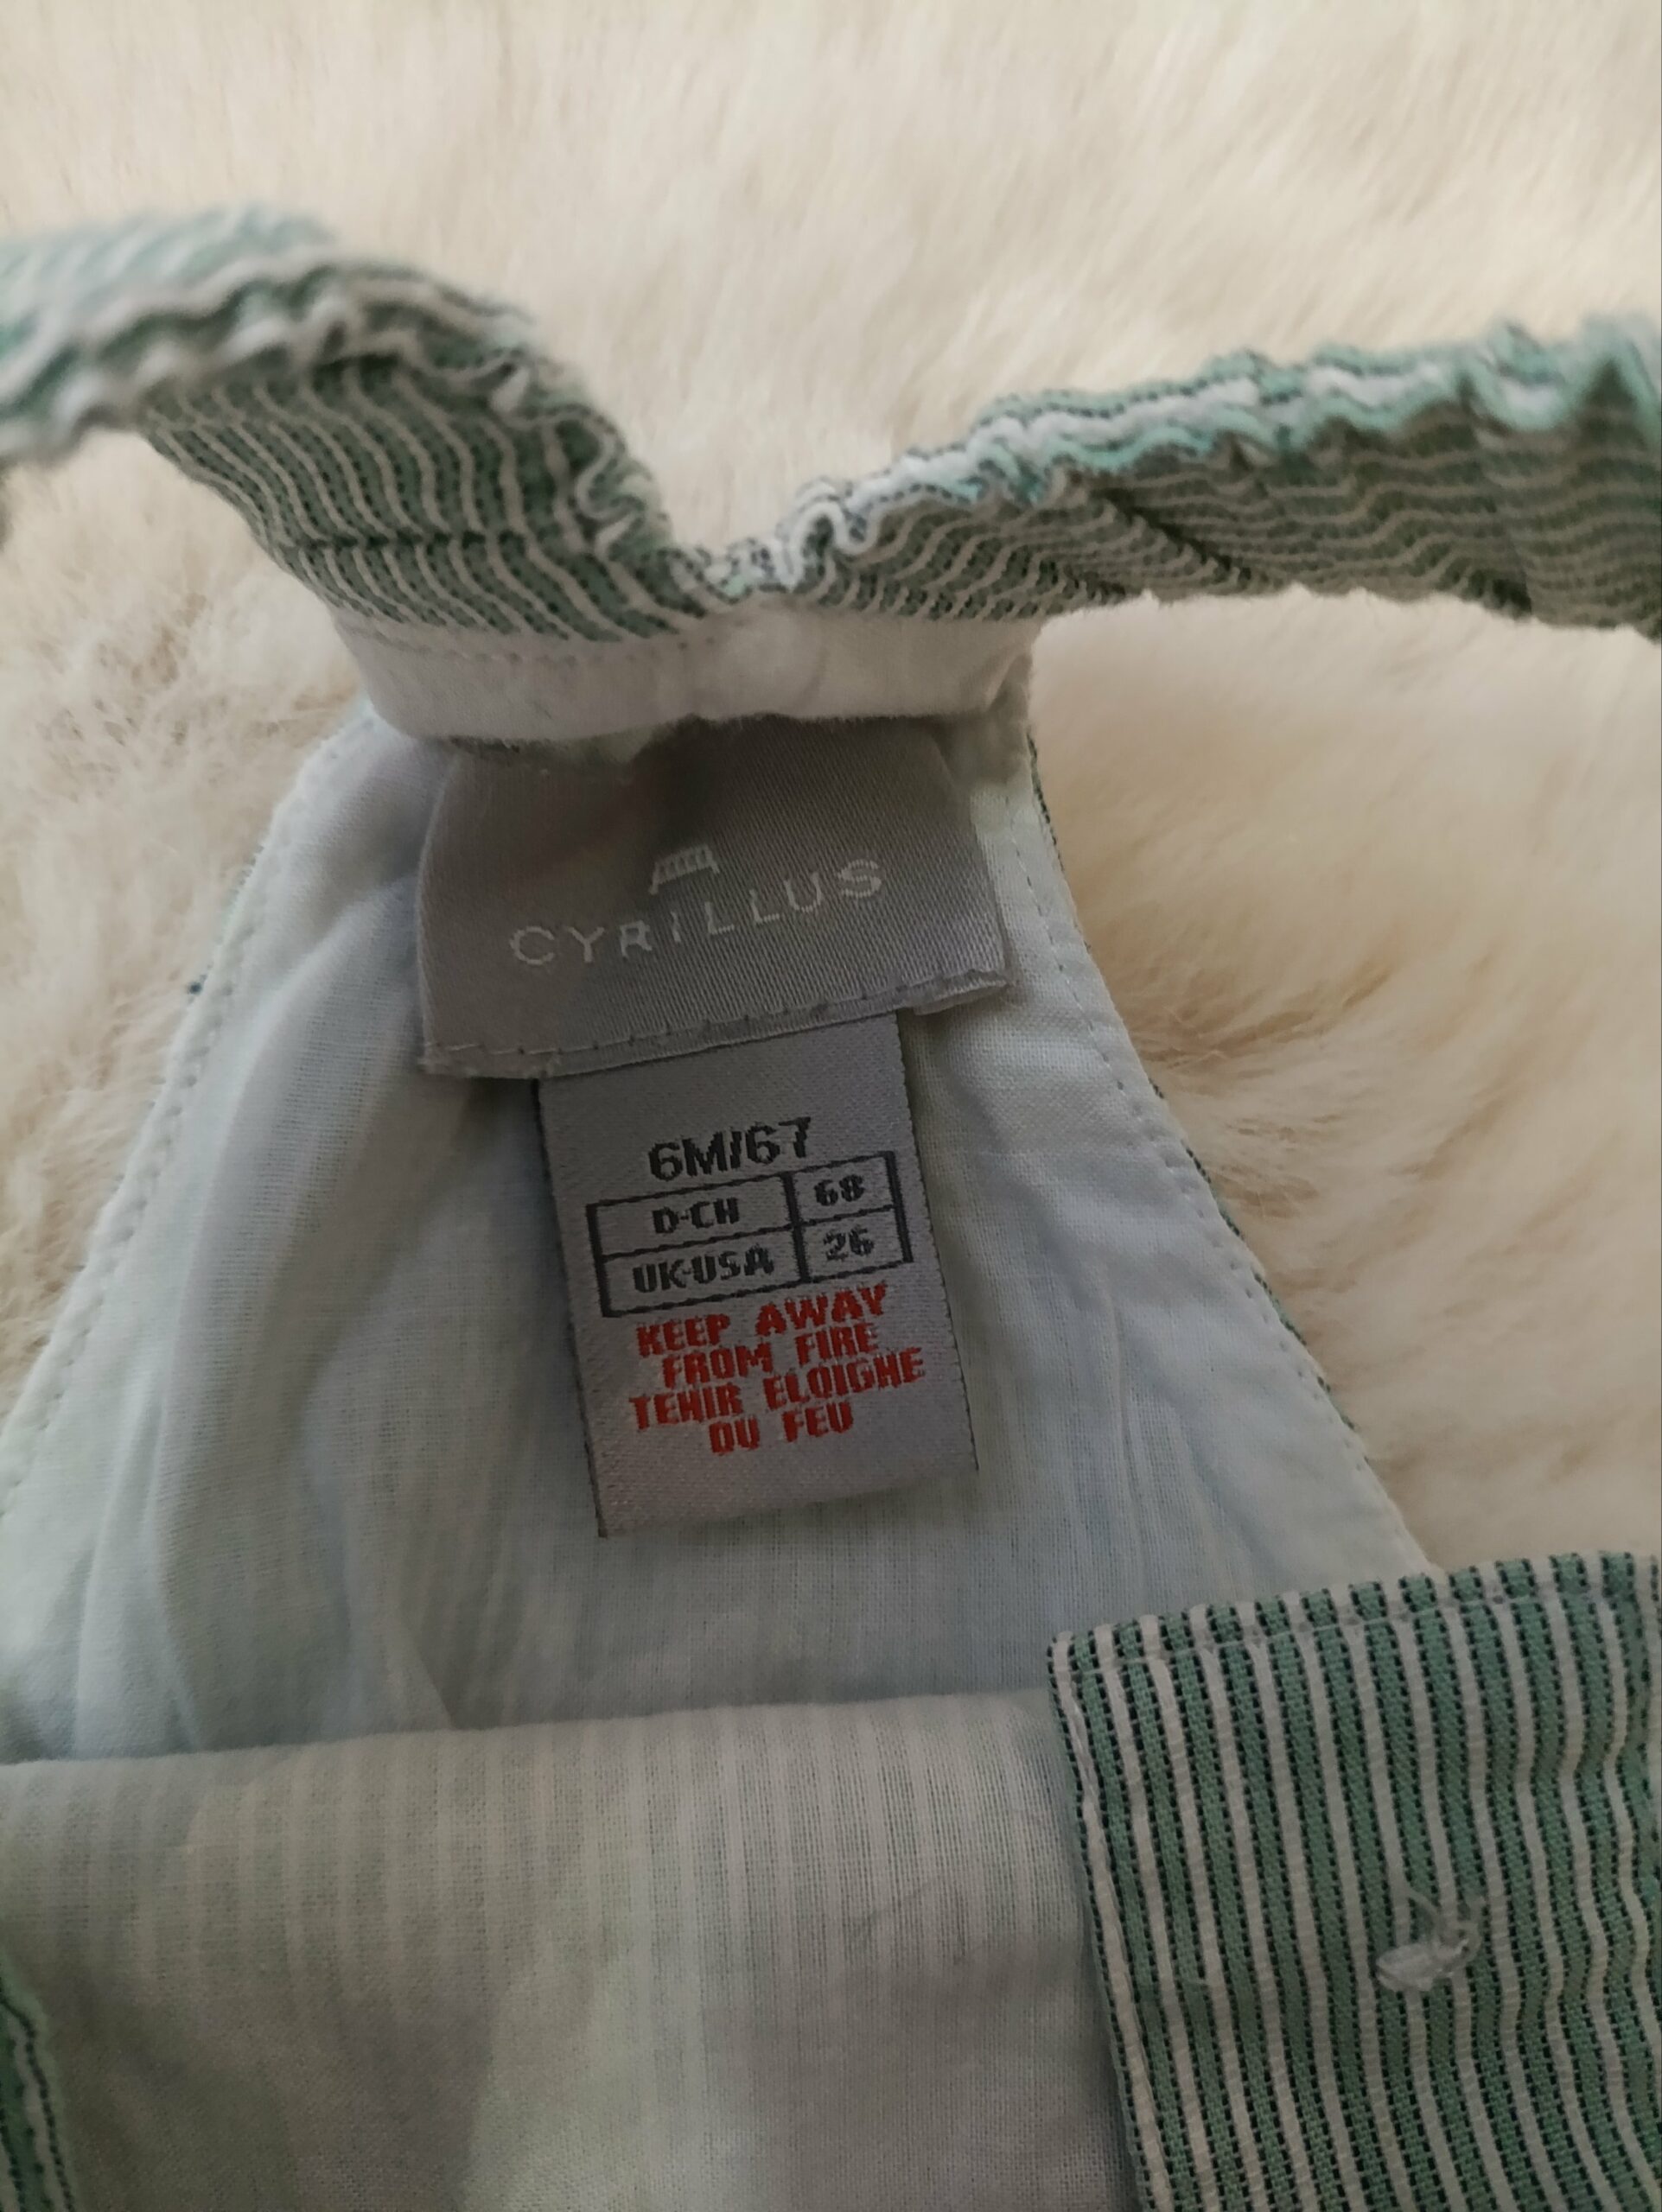 CYRILLUS
6M/67
D-CH 68
UK-USA 26
KEEP AWAY
FROM FIRE
TENIR ELOIGNE
DU FEU